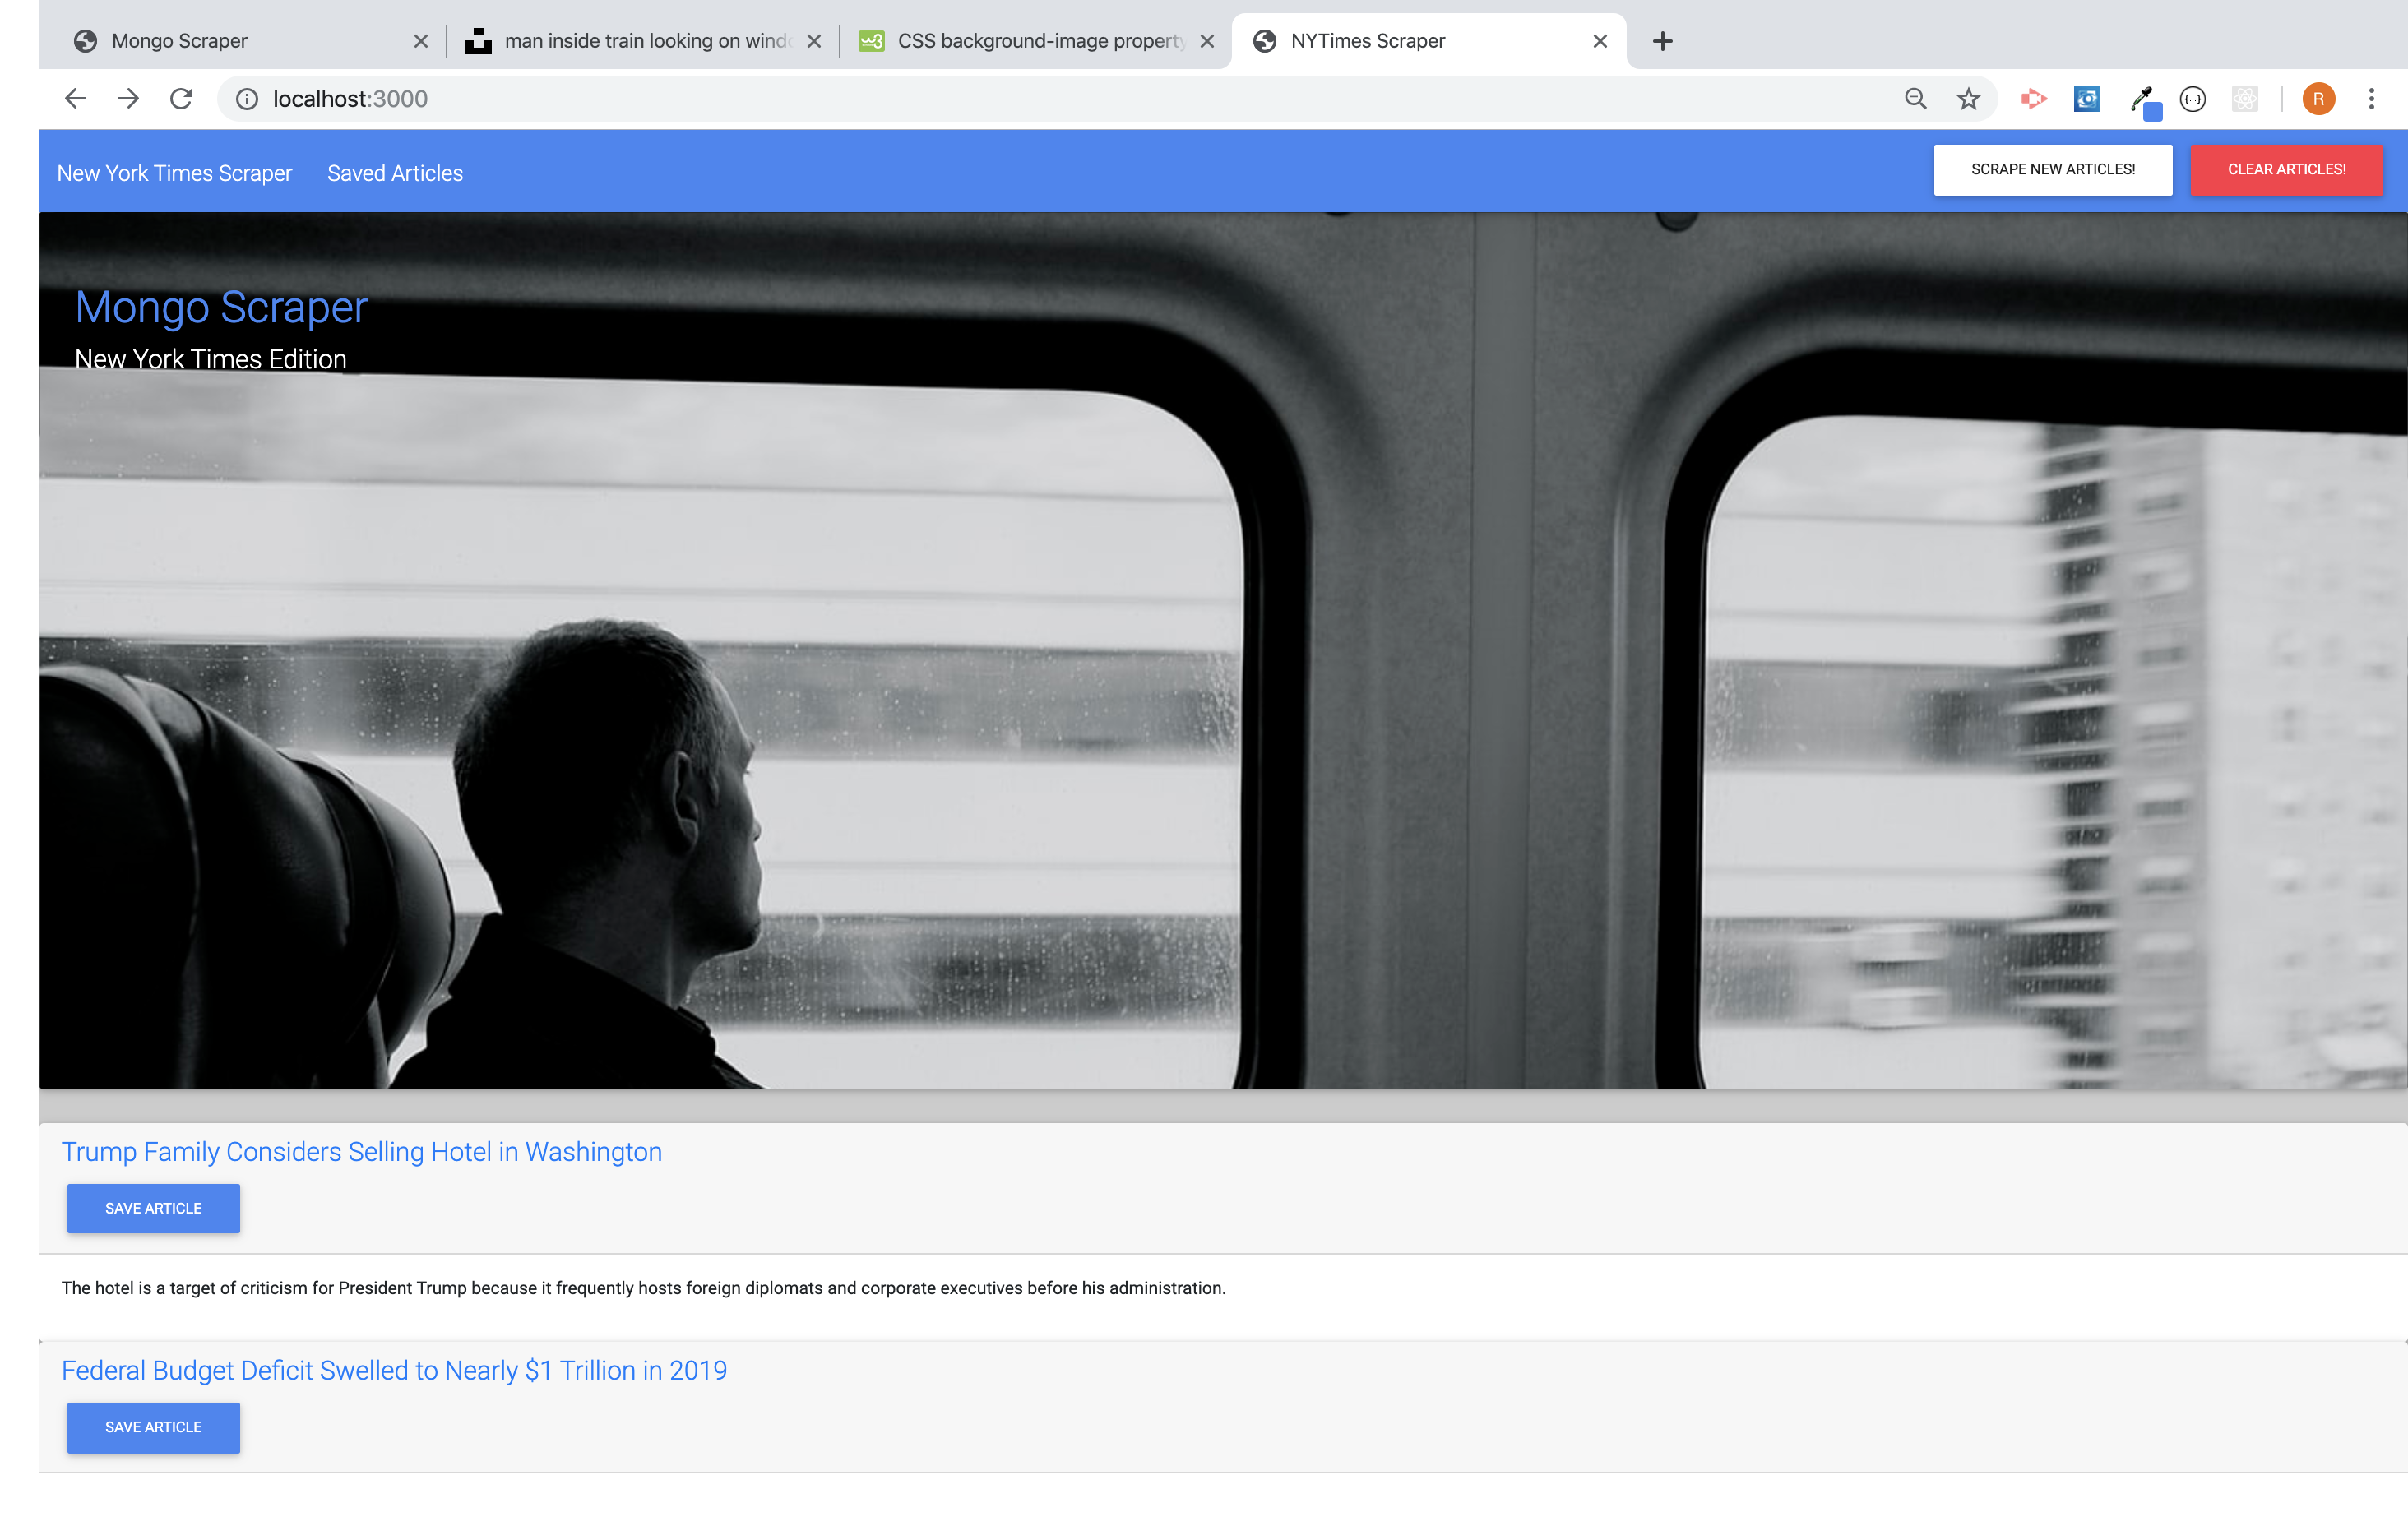 Mongo Scraper
man inside train looking on wind
CSS background-image property
NYTimes Scraper
localhost:3000
R
New York Times Scraper
Saved Articles
SCRAPE NEW ARTICLES!
CLEAR ARTICLES!
Mongo Scraper
New York Times Edition
Trump Family Considers Selling Hotel in Washington
SAVE ARTICLE
The hotel is a target of criticism for President Trump because it frequently hosts foreign diplomats and corporate executives before his administration.
Federal Budget Deficit Swelled to Nearly $1 Trillion in 2019
SAVE ARTICLE